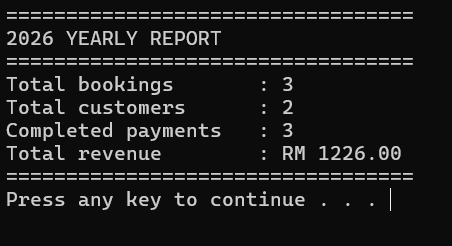 ==================================
2026 YEARLY REPORT
==================================
Total bookings       : 3
Total customers      : 2
Completed payments   : 3
Total revenue        : RM 1226.00
==================================
Press any key to continue . . .